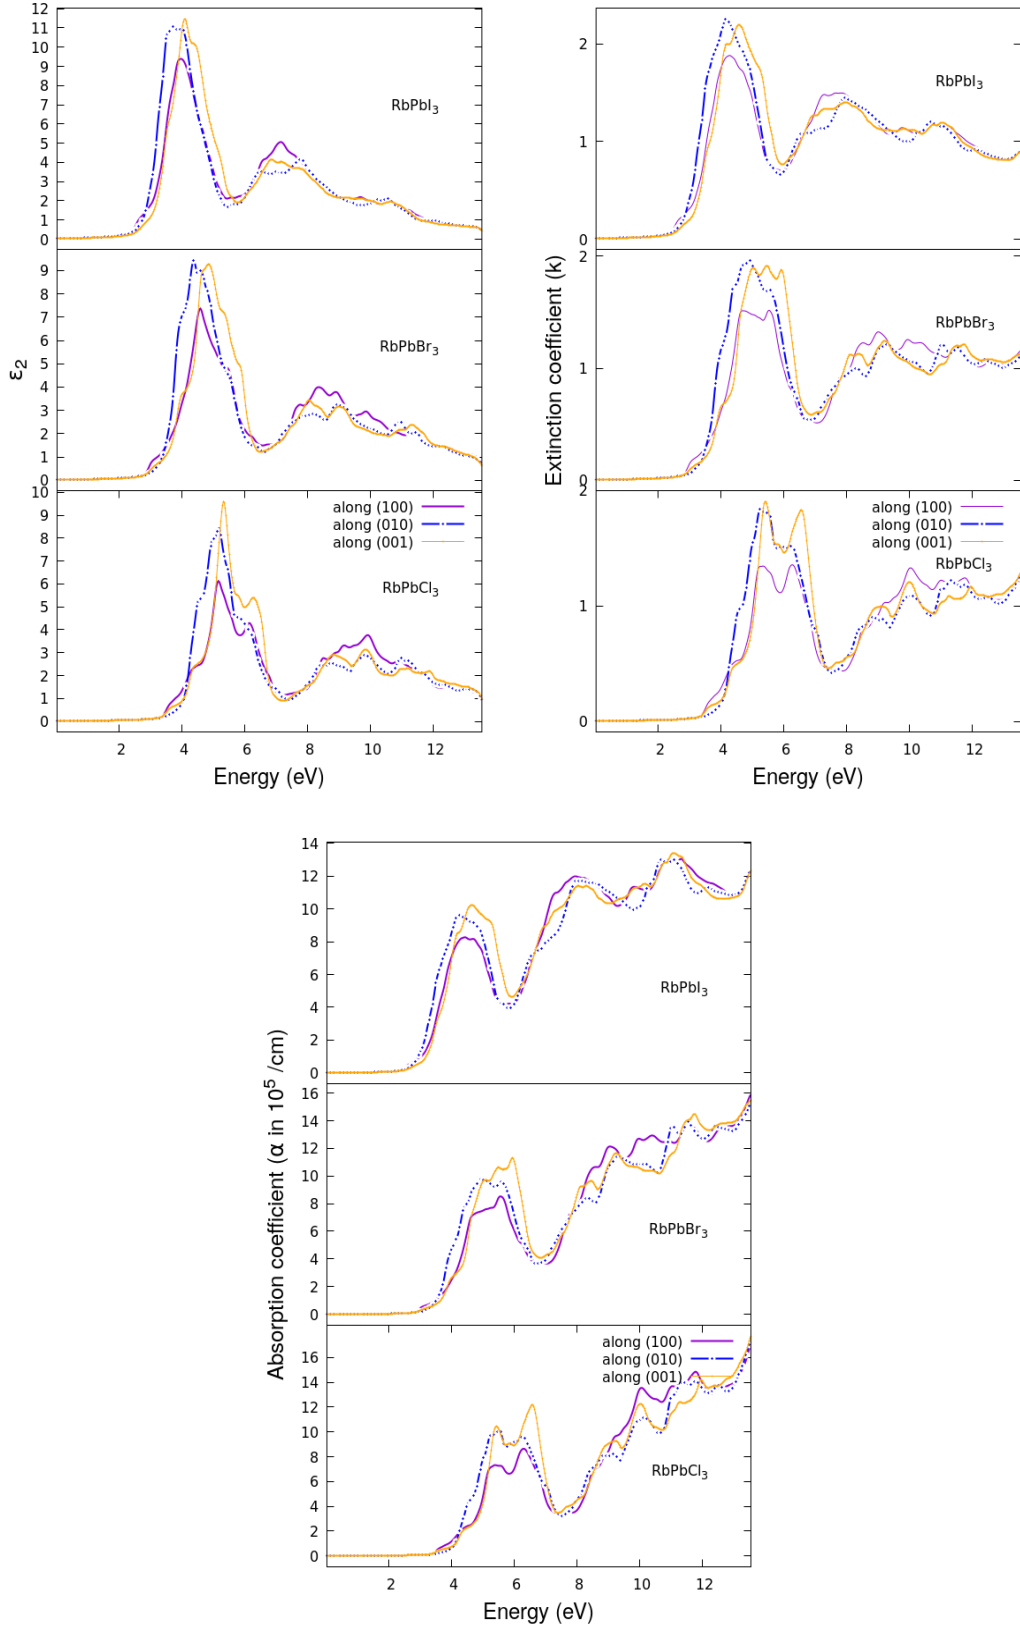 12
11
10
9
8
7
6
5
4
3
2
1
0
RbPbI3
9
8
7
6
5
4
3
2
1
0
RbPbBr3
ε2
10
9
8
7
6
5
4
3
2
1
0
along (100)
along (010)
along (001)
RbPbCl3
2 4 6 8 10 12
Energy (eV)
2
1
0
RbPbI3
2
1
0
RbPbBr3
Extinction coefficient (k)
2
1
0
along (100)
along (010)
along (001)
RbPbCl3
2 4 6 8 10 12
Energy (eV)
14
12
10
8
6
4
2
0
RbPbI3
16
14
12
10
8
6
4
2
0
RbPbBr3
Absorption coefficient (α in 10^5 /cm)
16
14
12
10
8
6
4
2
0
along (100)
along (010)
along (001)
RbPbCl3
2 4 6 8 10 12
Energy (eV)